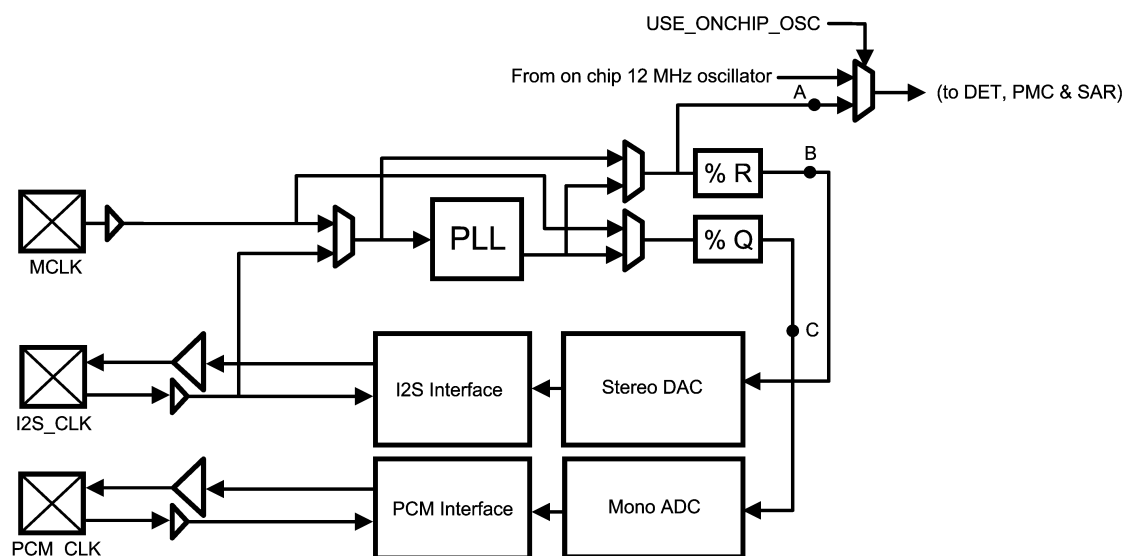 USE_ONCHIP_OSC
From on chip 12 MHz oscillator
A
(to DET, PMC & SAR)
B
% R
MCLK
PLL
% Q
C
I2S_CLK
I2S Interface
Stereo DAC
PCM_CLK
PCM Interface
Mono ADC